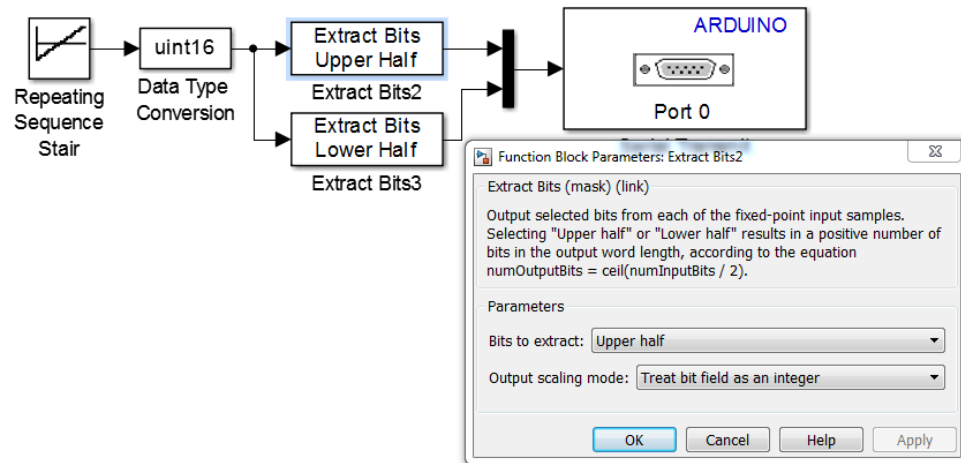 ARDUINO
uint16
Extract Bits
Upper Half
Extract Bits2
Data Type
Conversion
Repeating
Sequence
Stair
Extract Bits
Lower Half
Extract Bits3
Port 0
Function Block Parameters: Extract Bits2
Extract Bits (mask) (link)
Output selected bits from each of the fixed-point input samples.
Selecting "Upper half" or "Lower half" results in a positive number of
bits in the output word length, according to the equation
numOutputBits = ceil(numInputBits / 2).
Parameters
Bits to extract: Upper half
Output scaling mode: Treat bit field as an integer
OK Cancel Help Apply